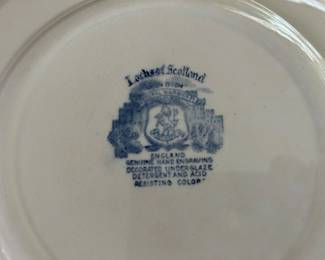 Lochs of Scotland
ENGLAND
GENUINE HAND ENGRAVING
DECORATED UNDERGLAZE
DETERGENT AND ACID
RESISTING COLOR